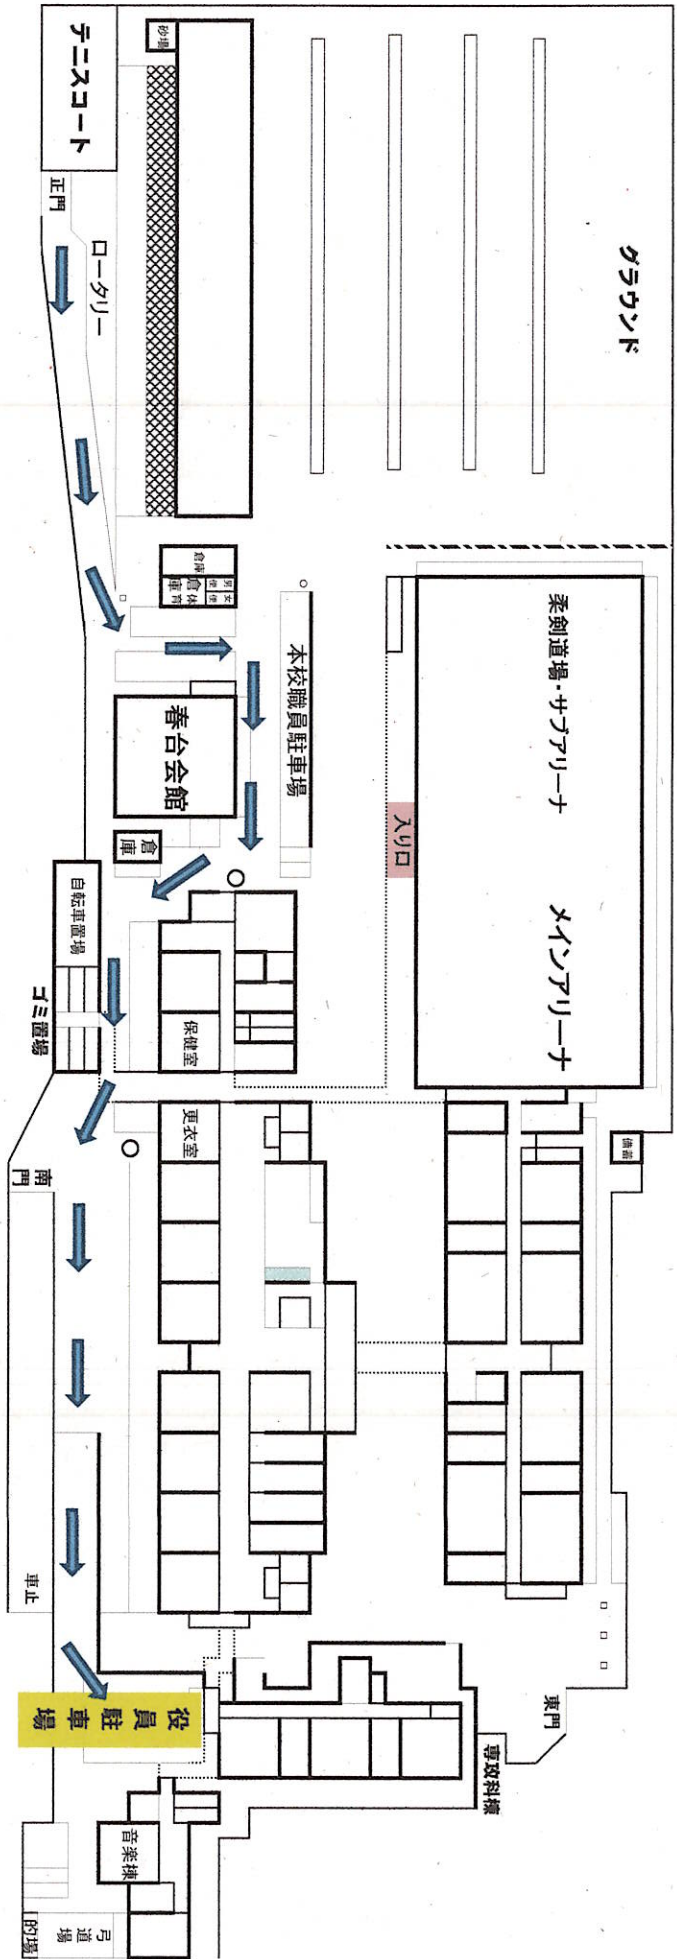 グラウンド
テニスコート
砂場
正門
ロータリー
倉庫
体育
倉庫
男
便
女
便
本校職員駐車場
春台会館
倉庫
柔剣道場・サブアリーナ
メインアリーナ
入り口
自転車置場
ゴミ置場
保健室
更衣室
備蓄
南門
車止
役員駐車場
東門
専攻科棟
音楽棟
弓道場
的場